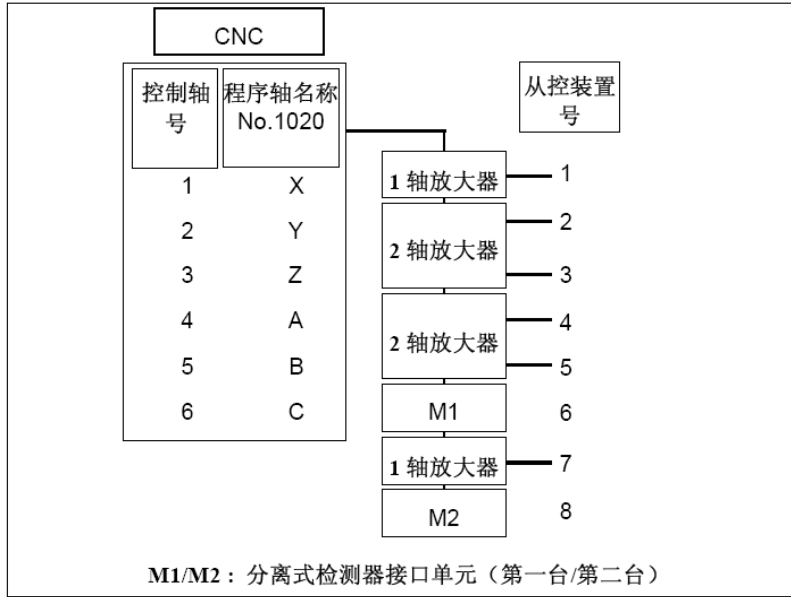 CNC
控制轴号
程序轴名称
No.1020
从控装置号
1 X
2 Y
3 Z
4 A
5 B
6 C
1 轴放大器 1
2 轴放大器 2
3
2 轴放大器 4
5
M1 6
1 轴放大器 7
M2 8
M1/M2：分离式检测器接口单元（第一台/第二台）